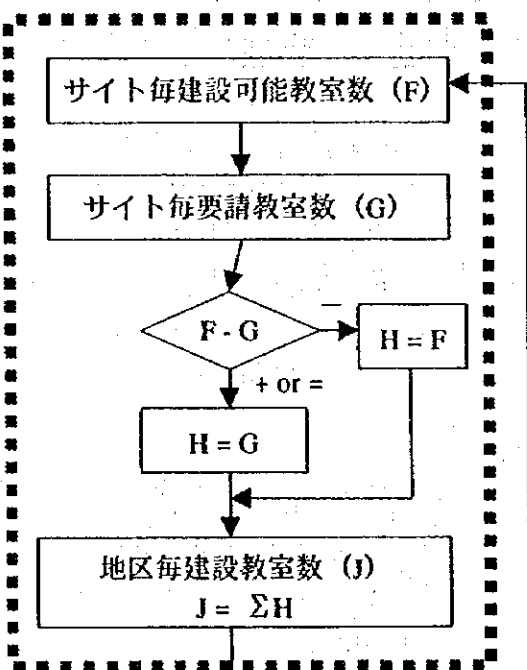 サイト毎建設可能教室数 (F)
サイト毎要請教室数 (G)
F - G
−
H = F
+ or =
H = G
地区毎建設教室数 (J)
J = ΣH